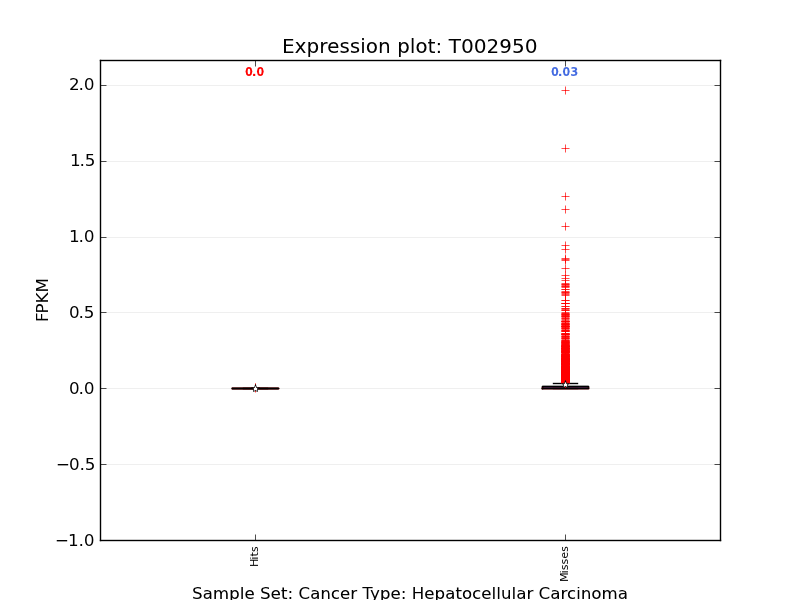 Expression plot: T002950
0.0 0.03
2.0
1.5
1.0
0.5
0.0
−0.5
−1.0
FPKM
Hits Misses
Sample Set: Cancer Type: Hepatocellular Carcinoma